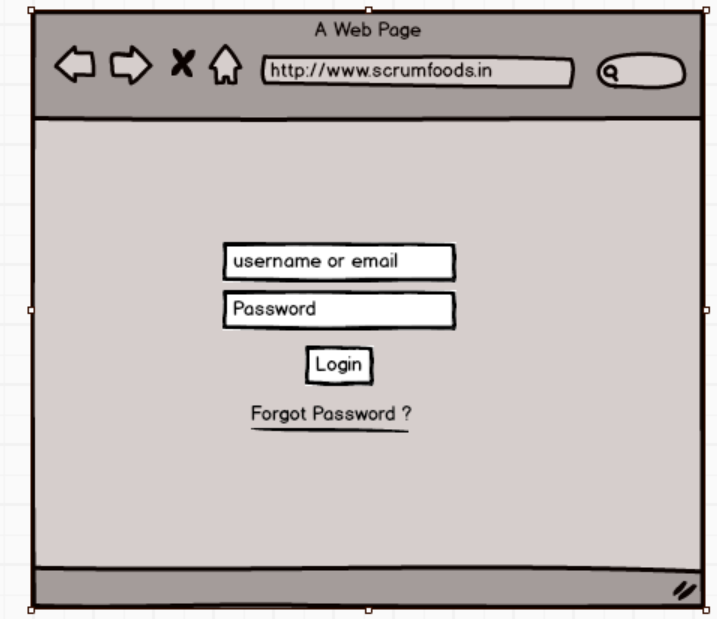 A Web Page
http://www.scrumfoods.in
username or email
Password
Login
Forgot Password ?